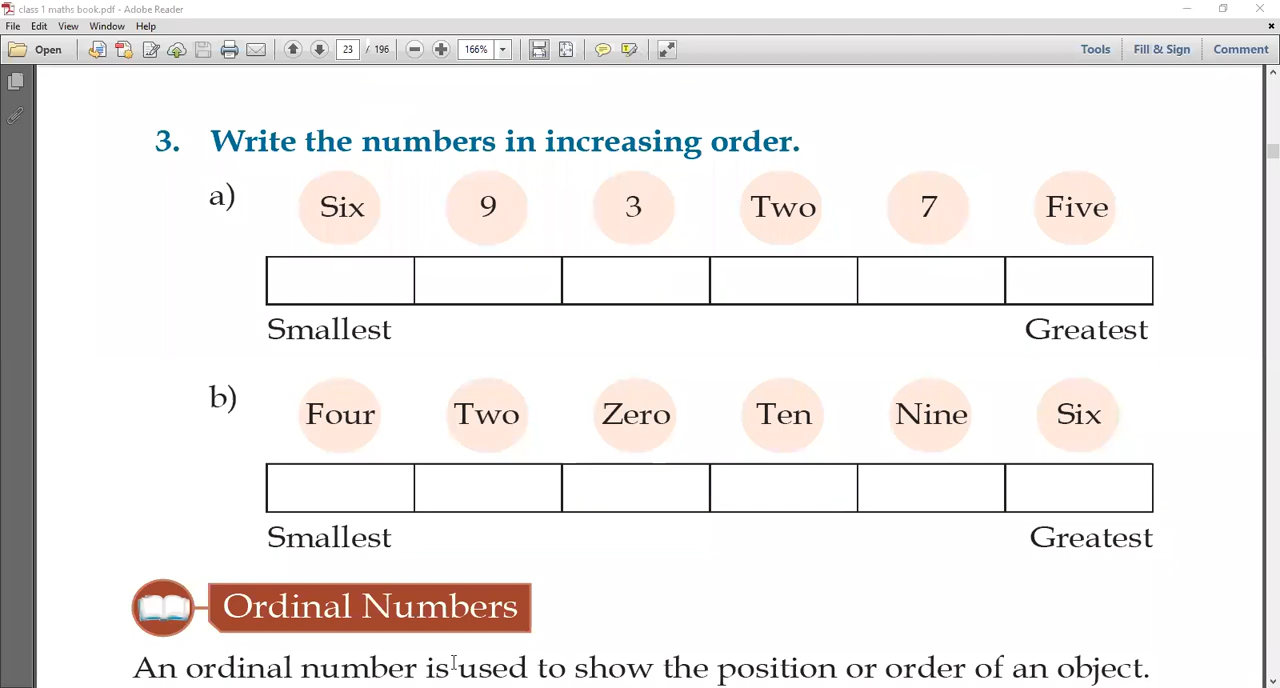 class 1 maths book.pdf - Adobe Reader
File Edit View Window Help
Open 23 / 196 166% Tools Fill & Sign Comment
3. Write the numbers in increasing order.
a) Six 9 3 Two 7 Five
Smallest Greatest
b) Four Two Zero Ten Nine Six
Smallest Greatest
Ordinal Numbers
An ordinal number is used to show the position or order of an object.